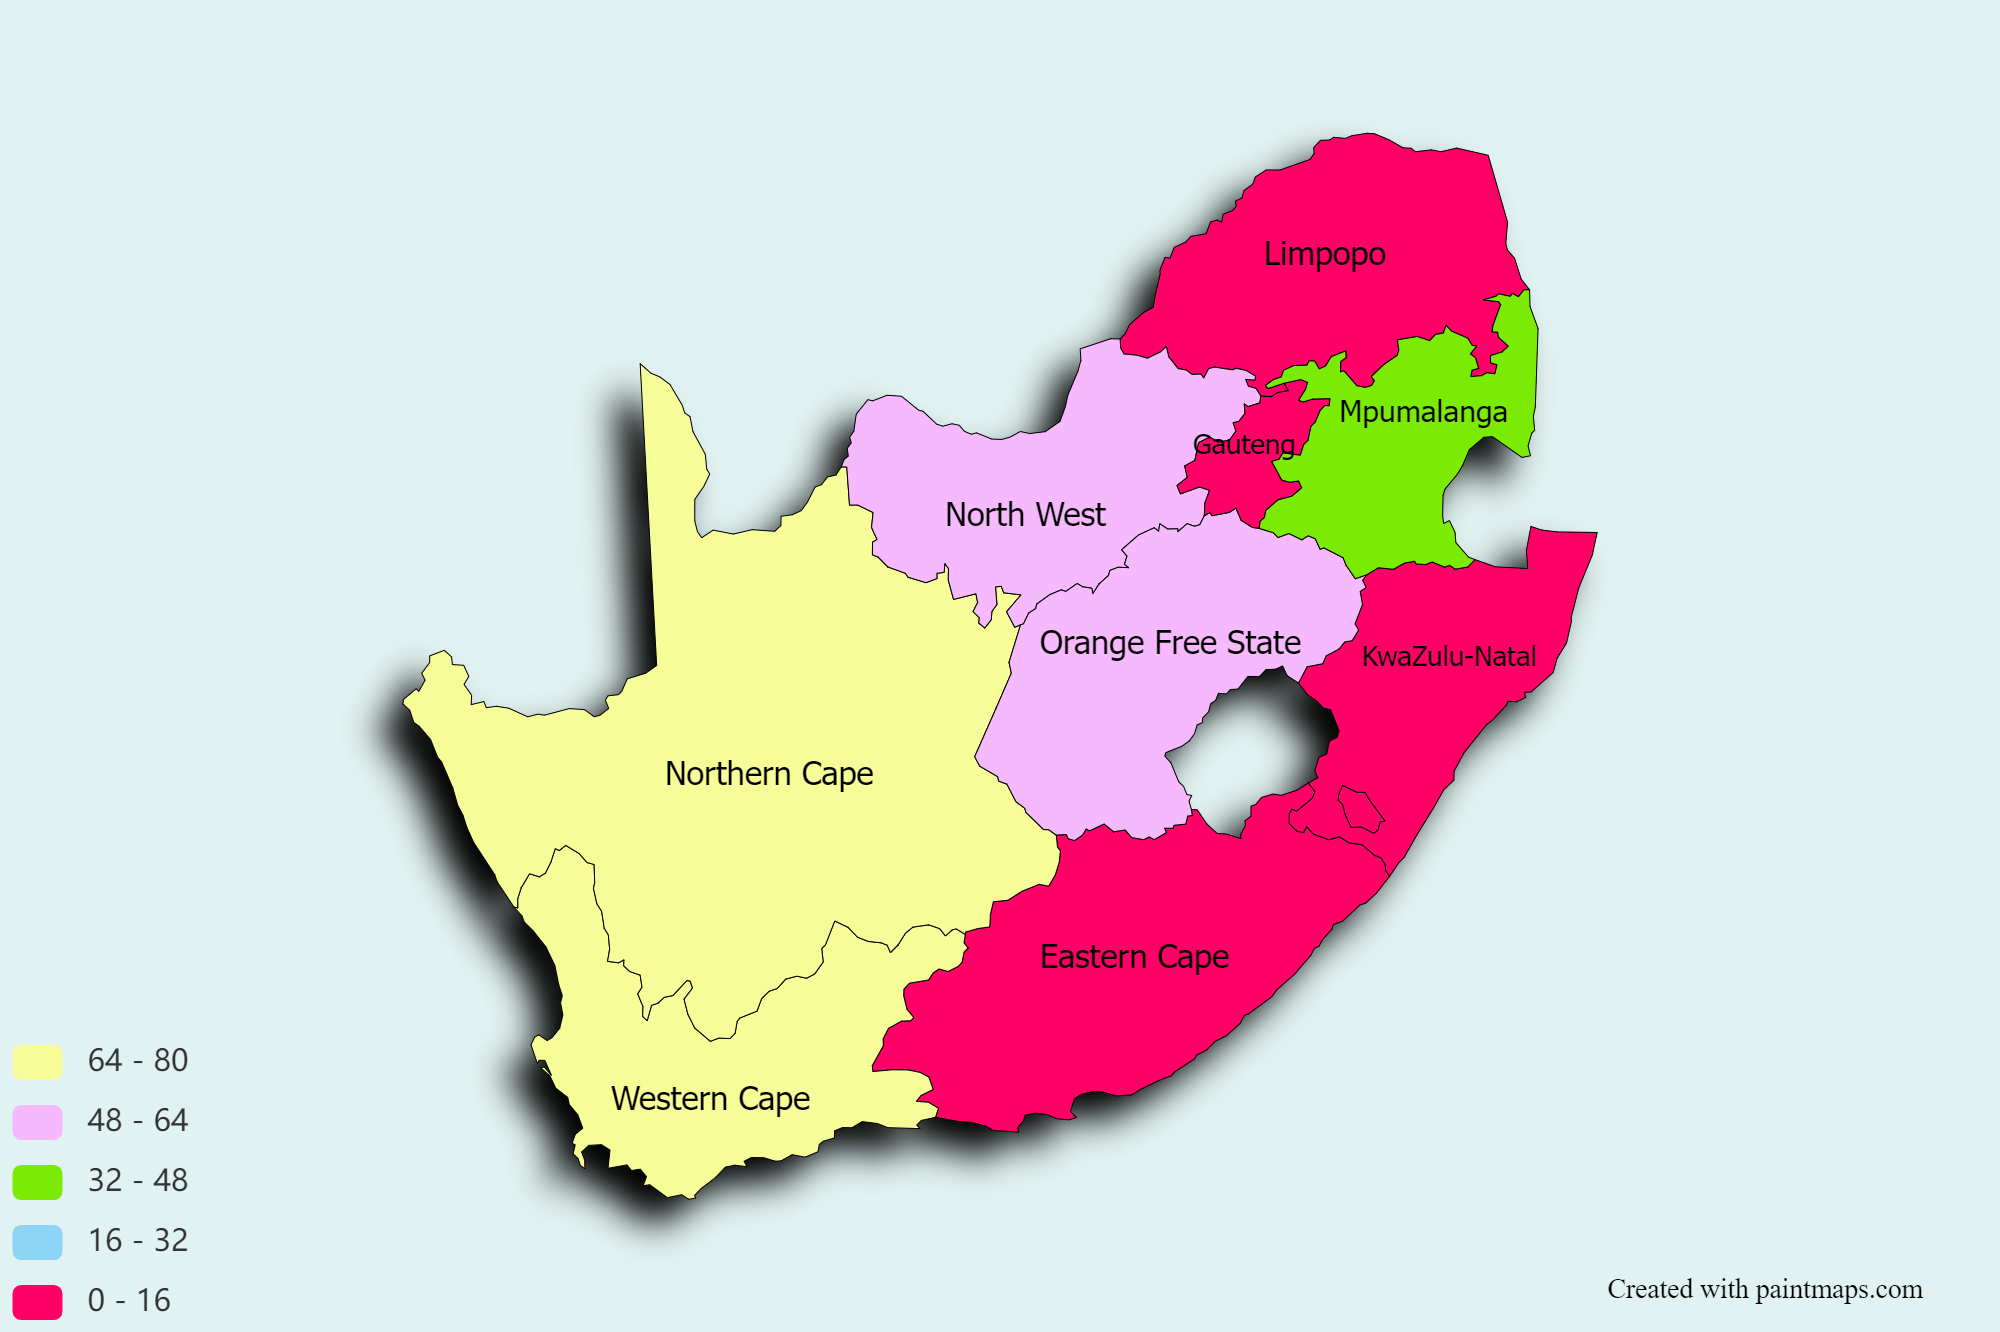 Limpopo
Mpumalanga
Gauteng
North West
Orange Free State
KwaZulu-Natal
Northern Cape
Eastern Cape
Western Cape
64 - 80
48 - 64
32 - 48
16 - 32
0 - 16
Created with paintmaps.com